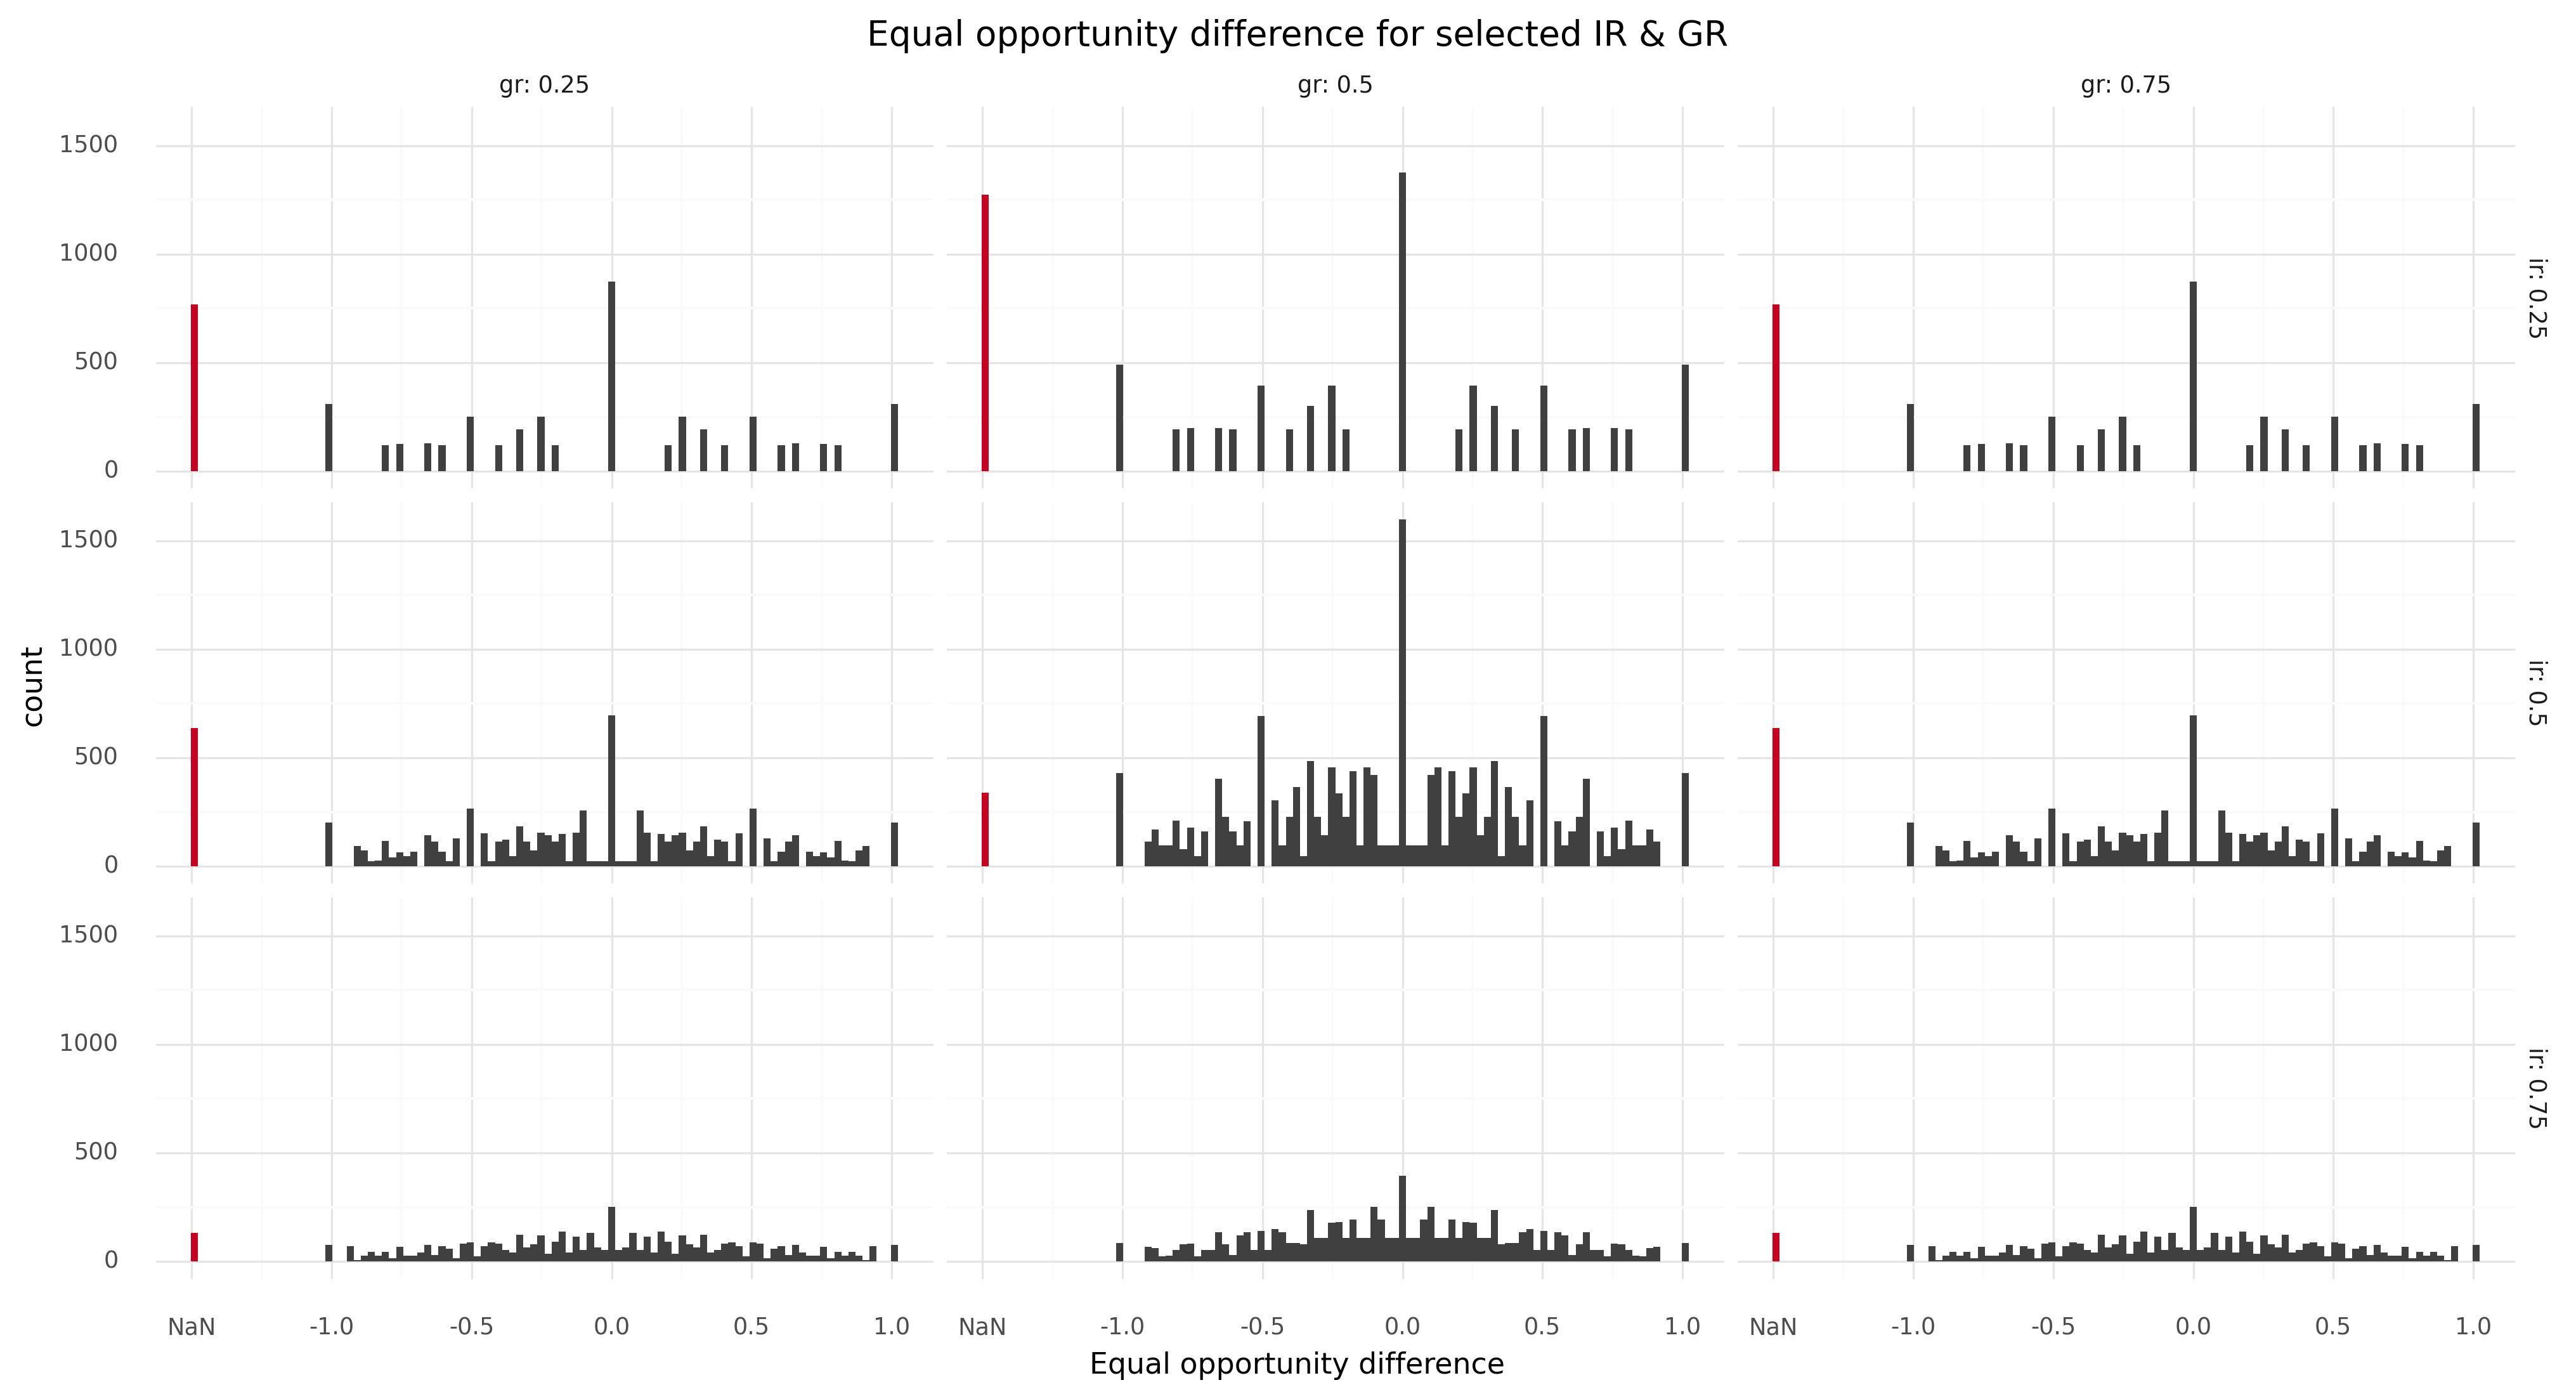 Equal opportunity difference for selected IR & GR
gr: 0.25
gr: 0.5
gr: 0.75
1500
1000
500
0
ir: 0.25
1500
1000
500
0
ir: 0.5
count
1500
1000
500
0
ir: 0.75
NaN -1.0 -0.5 0.0 0.5 1.0
NaN -1.0 -0.5 0.0 0.5 1.0
NaN -1.0 -0.5 0.0 0.5 1.0
Equal opportunity difference